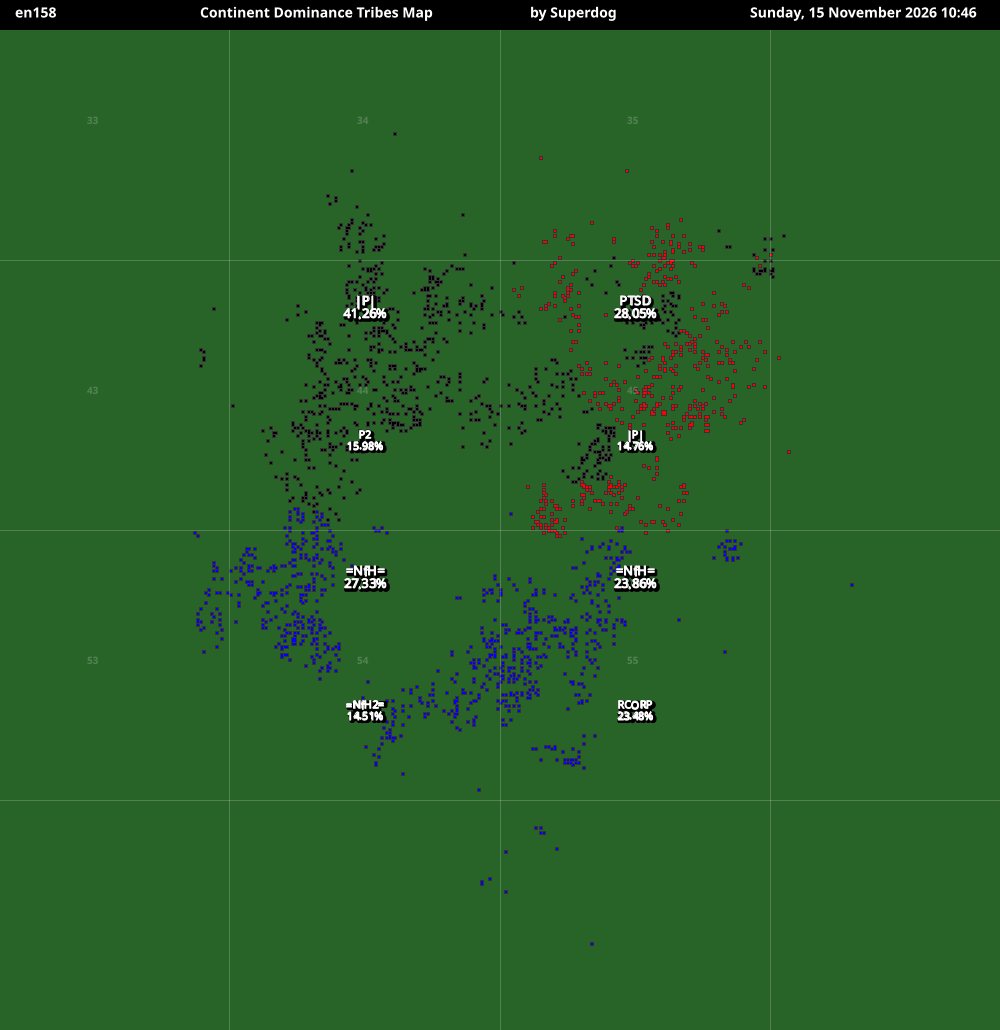 en158 Continent Dominance Tribes Map by Superdog Sunday, 15 November 2026 10:46
33 34 35
|P| PTSD
41,26% 28,05%
43 44 45
P2 |P|
15.98% 14.76%
=NfH= =NfH=
27,33% 23,86%
53 54 55
=NfH2= RCORP
14.51% 23.48%